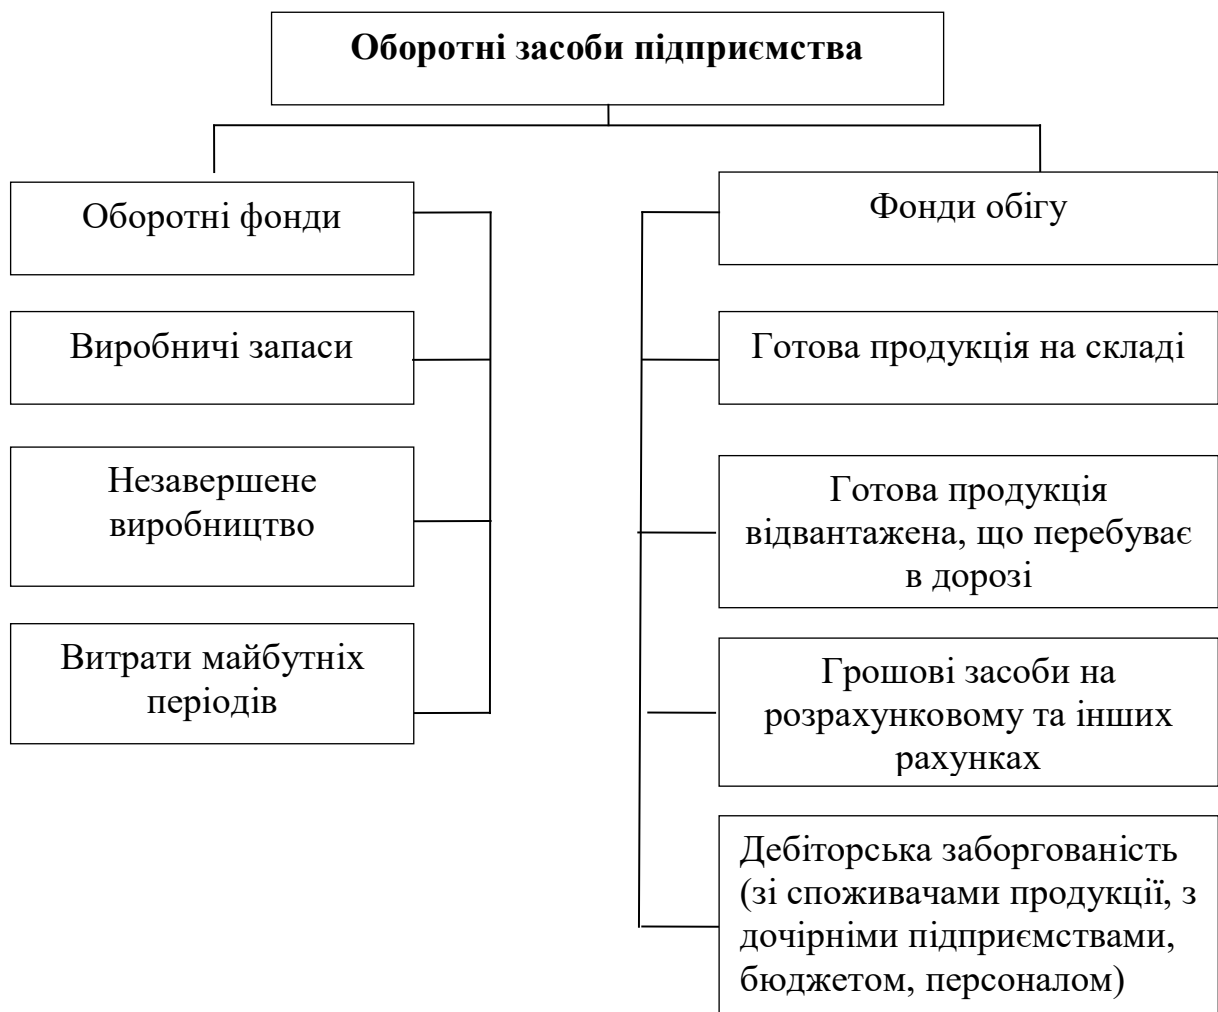 Оборотні засоби підприємства
Оборотні фонди
Виробничі запаси
Незавершене
виробництво
Витрати майбутніх
періодів
Фонди обігу
Готова продукція на складі
Готова продукція
відвантажена, що перебуває
в дорозі
Грошові засоби на
розрахунковому та інших
рахунках
Дебіторська заборгованість
(зі споживачами продукції, з
дочірніми підприємствами,
бюджетом, персоналом)